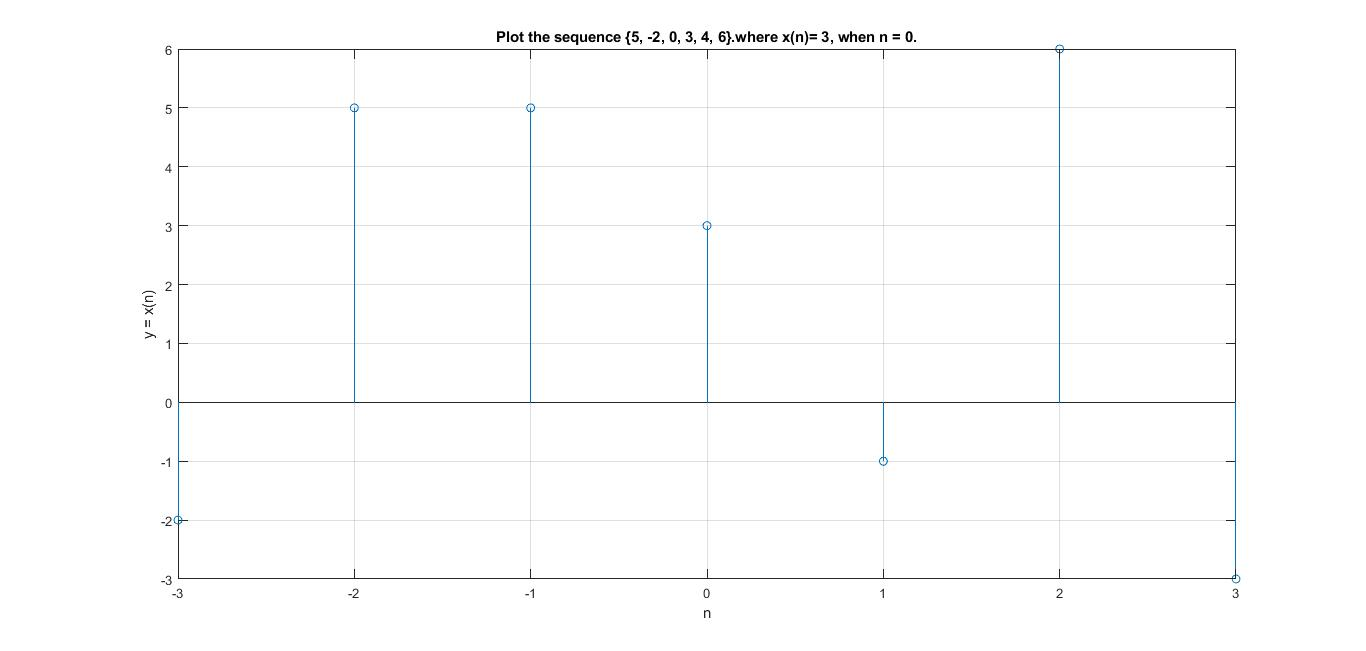 Plot the sequence {5, -2, 0, 3, 4, 6}.where x(n)= 3, when n = 0.
6
5
4
3
2
1
0
-1
-2
-3
y = x(n)
-3 -2 -1 0 1 2 3
n